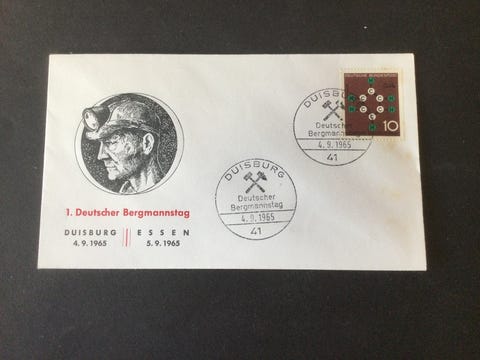 1. Deutscher Bergmannstag
DUISBURG ESSEN
4. 9. 1965 5. 9. 1965
DUISBURG
Deutscher
Bergmannstag
4. 9. 1965
41
DUISBURG
Deutscher
4. 9. 1965
41
DEUTSCHE BUNDESPOST
H H
C C
H C C H
C C
H H
10